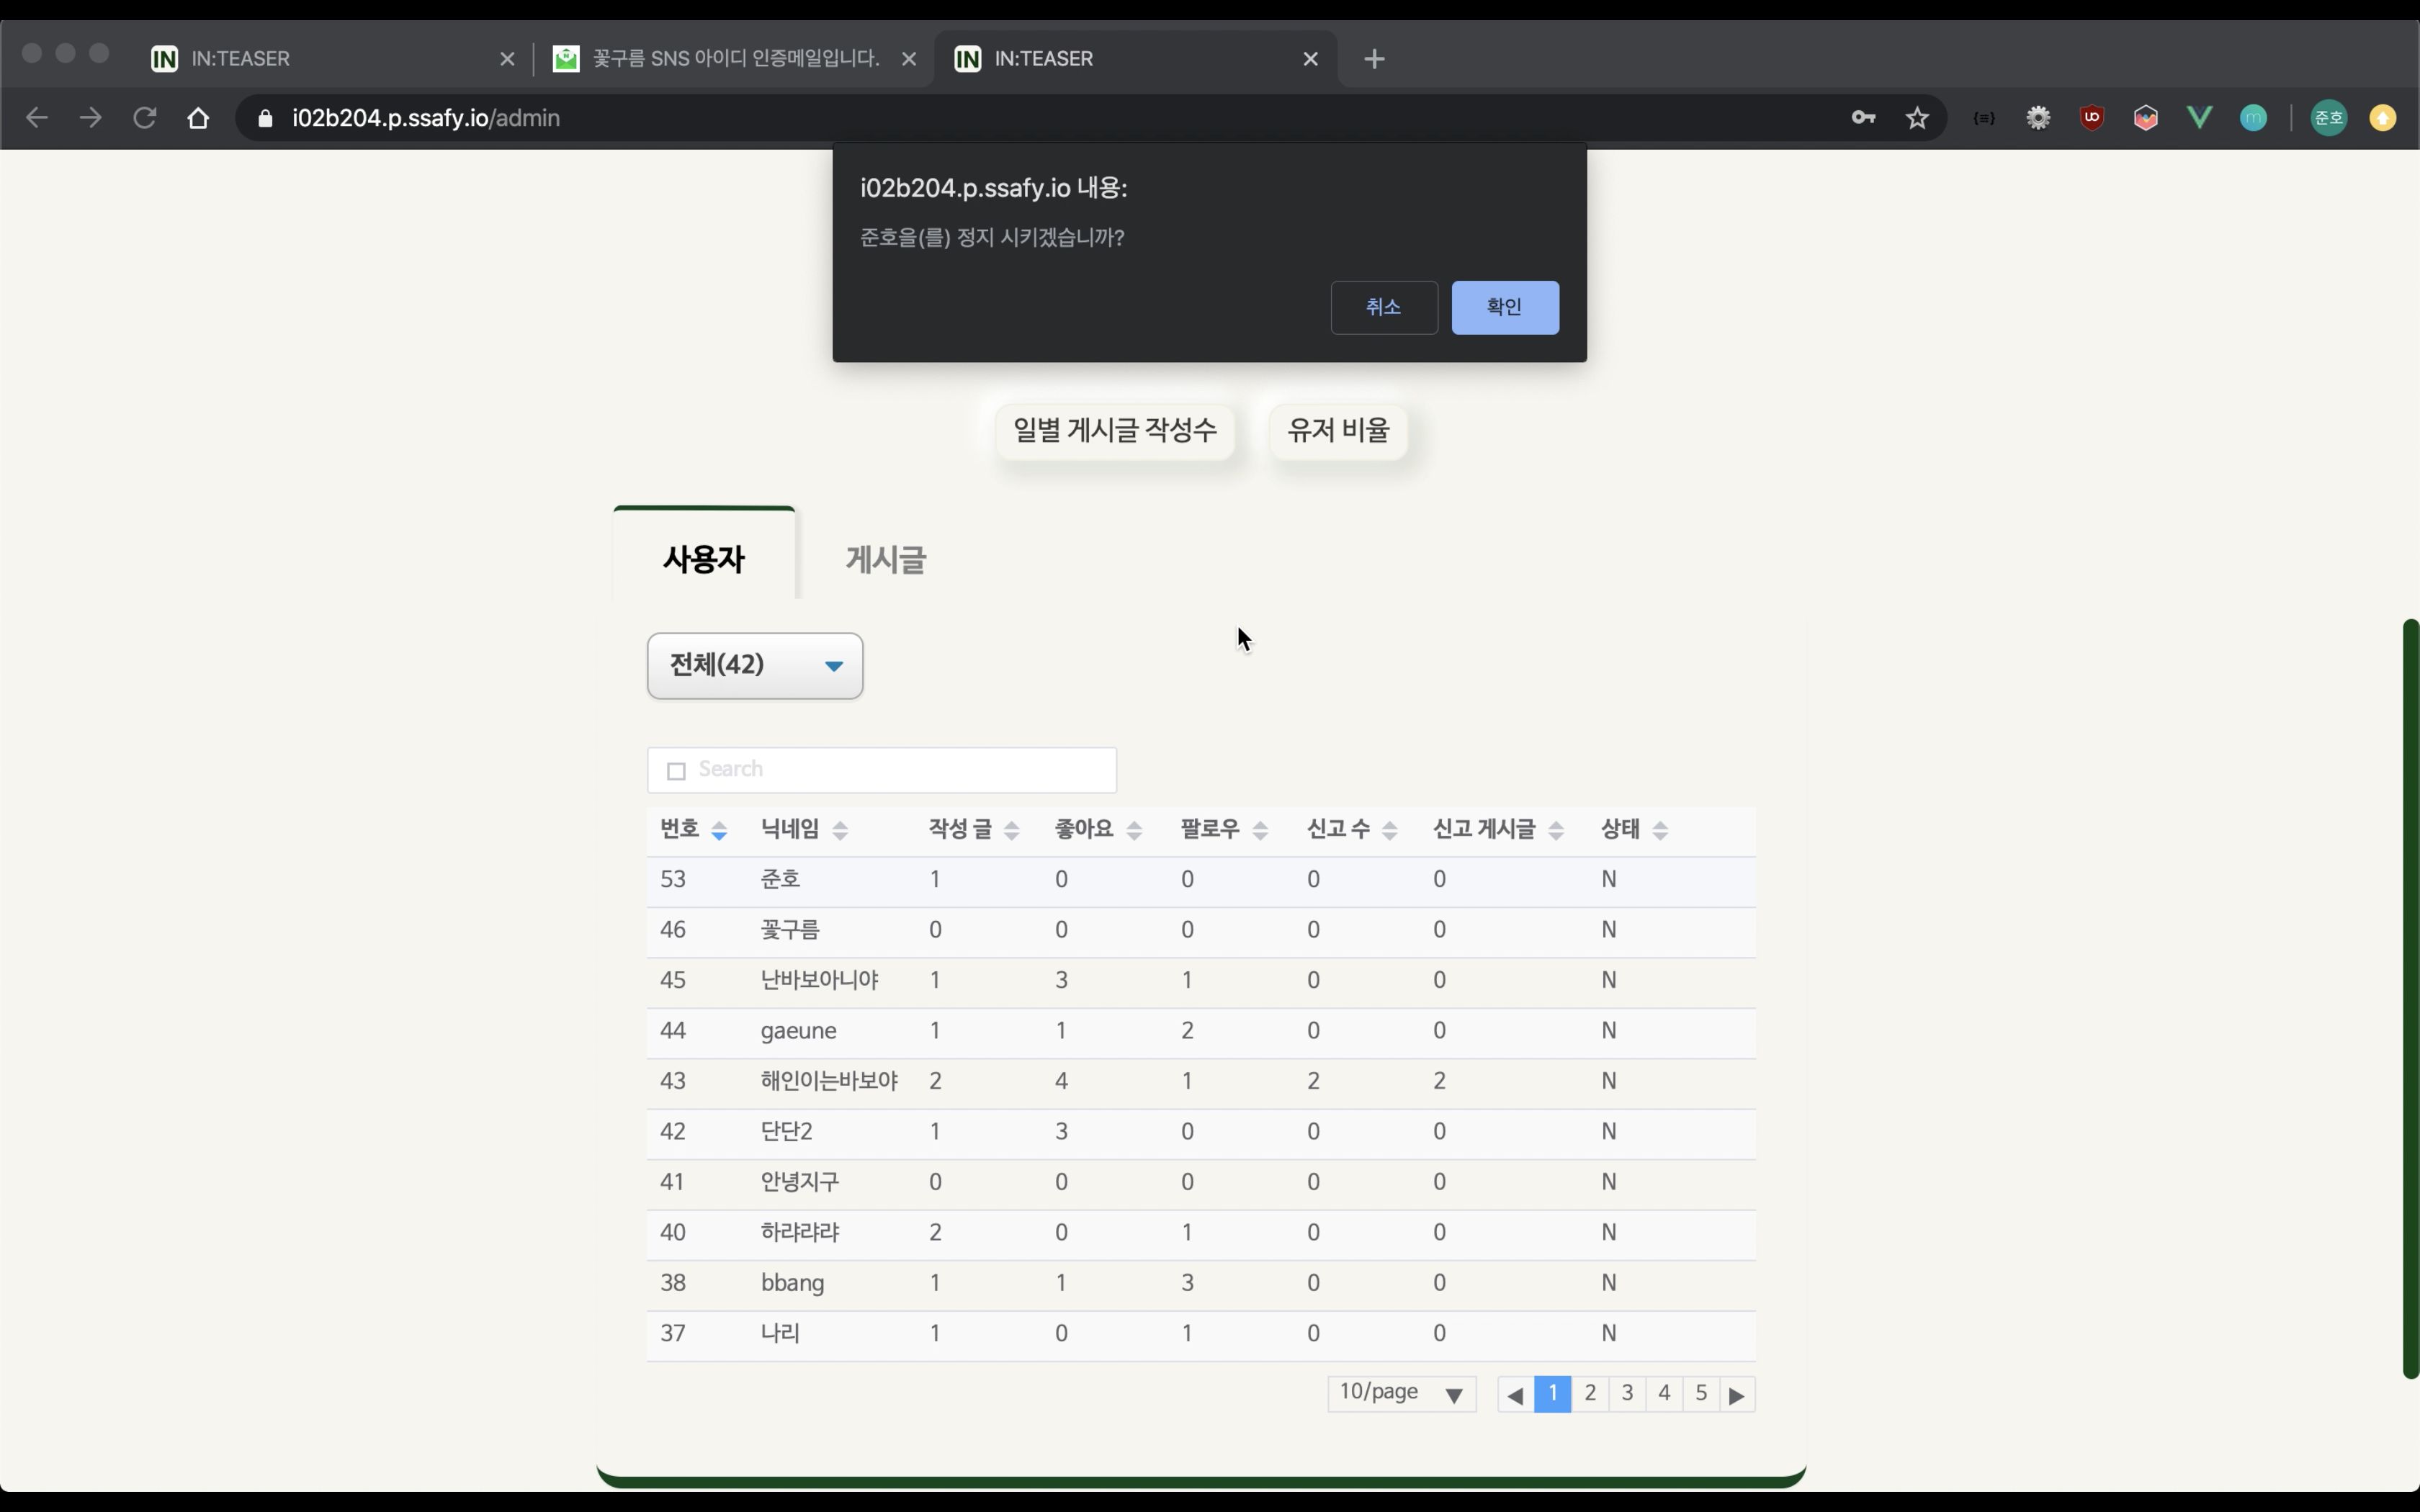 IN IN:TEASER
꽃구름 SNS 아이디 인증메일입니다.
IN IN:TEASER
i02b204.p.ssafy.io/admin
준호
i02b204.p.ssafy.io 내용:
준호을(를) 정지 시키겠습니까?
취소 확인
일별 게시글 작성수 유저 비율
사용자 게시글
전체(42)
Search
번호 닉네임 작성 글 좋아요 팔로우 신고 수 신고 게시글 상태
53 준호 1 0 0 0 0 N
46 꽃구름 0 0 0 0 0 N
45 난바보아니야 1 3 1 0 0 N
44 gaeune 1 1 2 0 0 N
43 해인이는바보야 2 4 1 2 2 N
42 단단2 1 3 0 0 0 N
41 안녕지구 0 0 0 0 0 N
40 하랴랴랴 2 0 1 0 0 N
38 bbang 1 1 3 0 0 N
37 나리 1 0 1 0 0 N
10/page 1 2 3 4 5